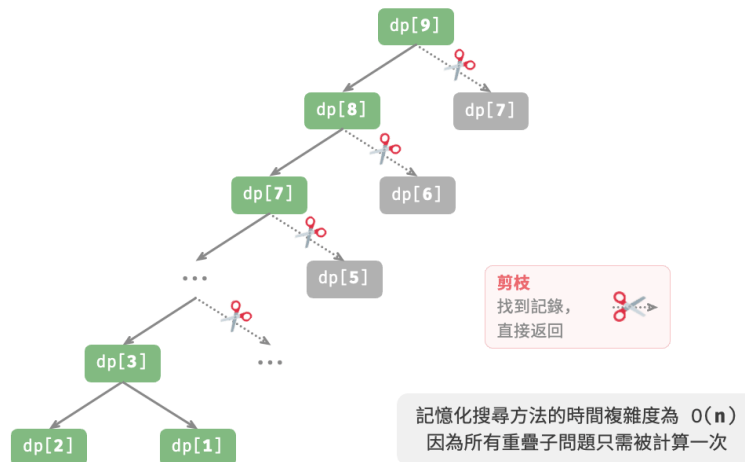 dp[9]
dp[8]
dp[7]
dp[7]
dp[6]
...
dp[5]
剪枝
找到記錄，
直接返回
dp[3]
...
dp[2]
dp[1]
記憶化搜尋方法的時間複雜度為 O(n)
因為所有重疊子問題只需被計算一次